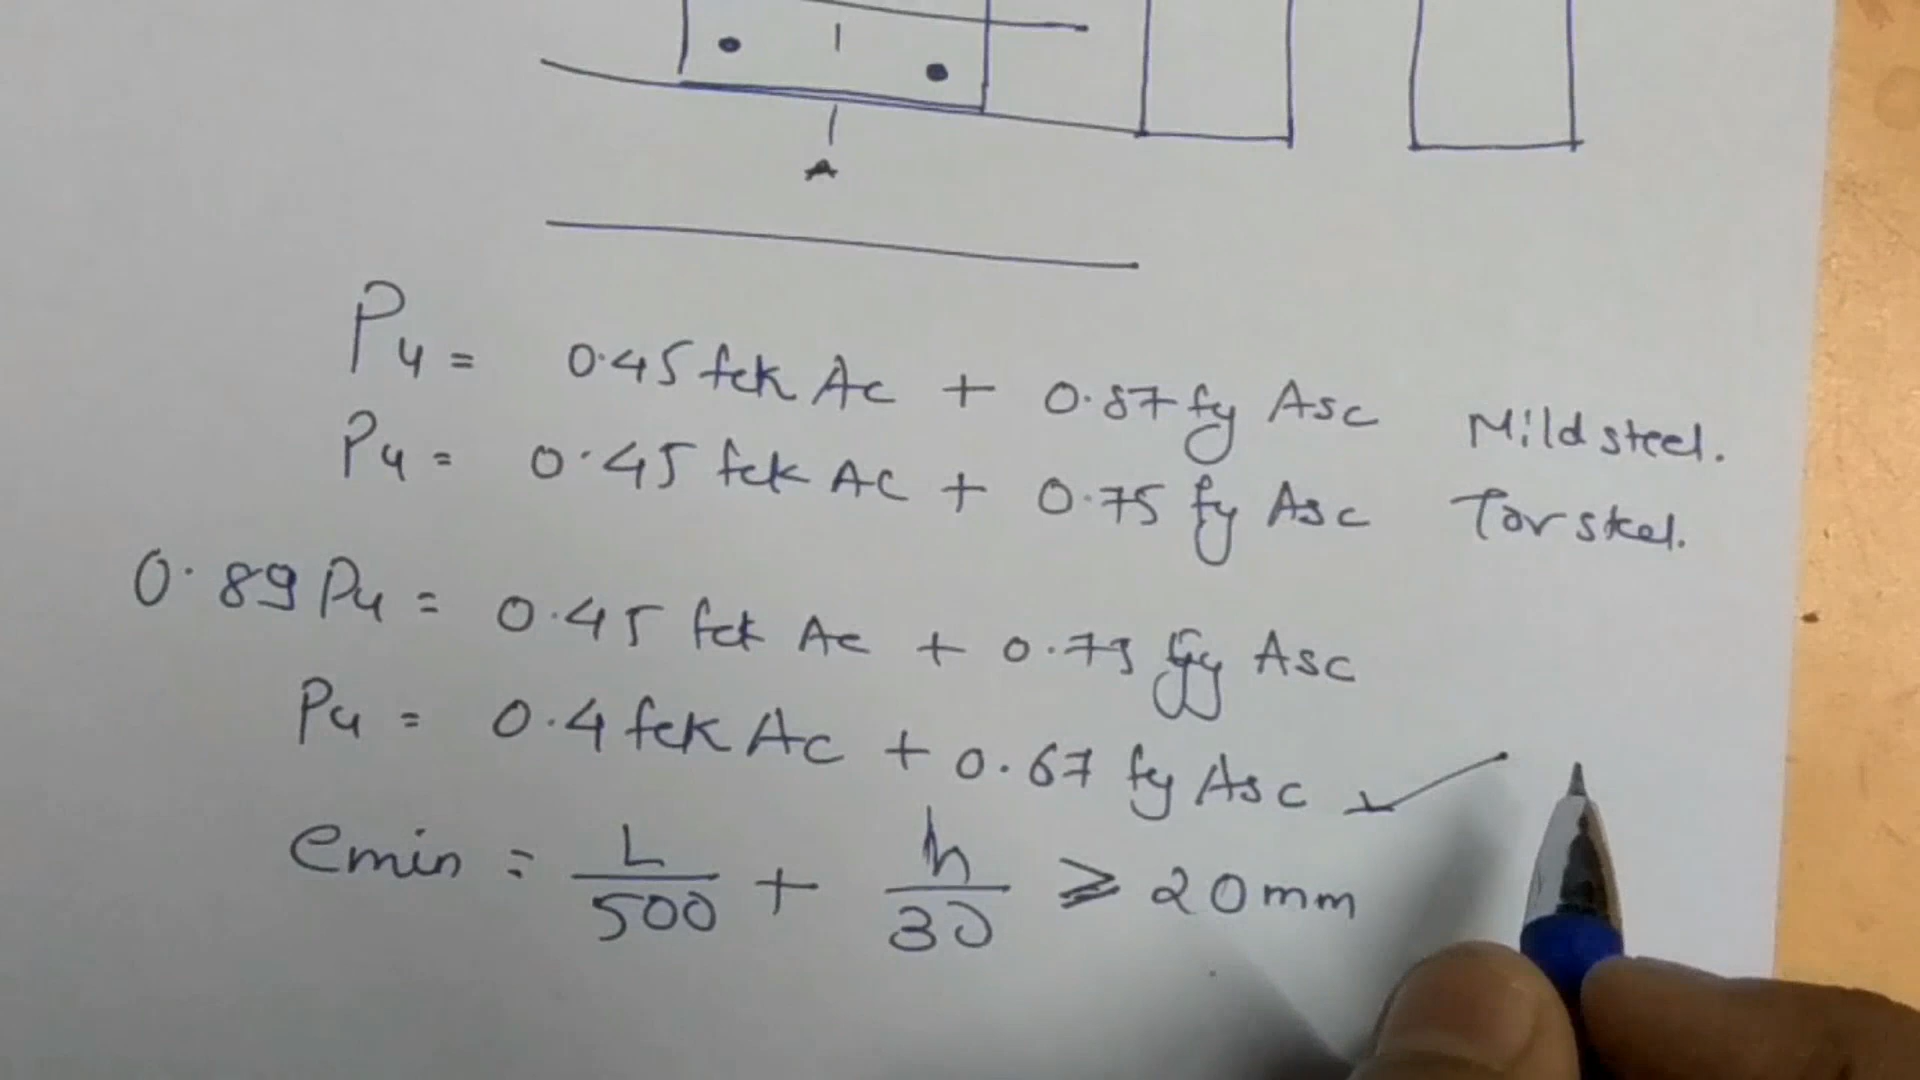 A
Pu = 0.45 fck Ac + 0.87 fy Asc Mild steel.
Pu = 0.45 fck Ac + 0.75 fy Asc Tor steel.
0.89 Pu = 0.45 fck Ac + 0.75 fy Asc
Pu = 0.4 fck Ac + 0.67 fy Asc
emin = L/500 + h/30 ≥ 20mm